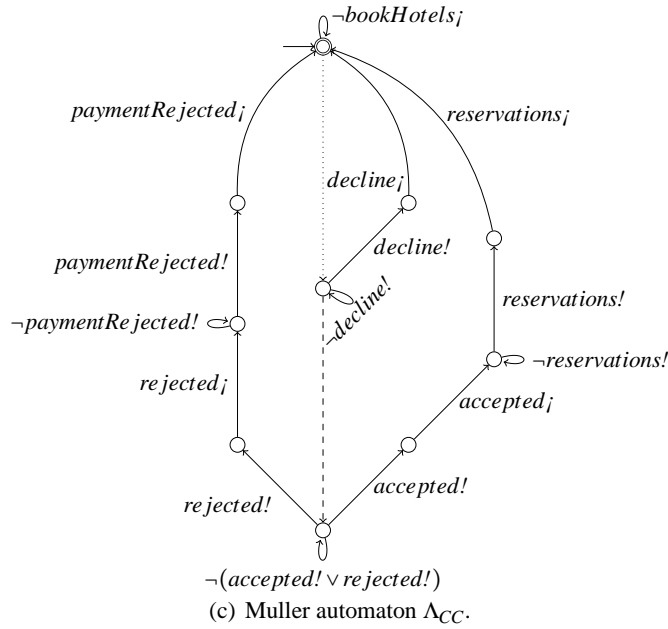 ¬bookHotels¡
paymentRejected¡
reservations¡
decline¡
decline!
paymentRejected!
¬decline!
reservations!
¬paymentRejected!
¬reservations!
rejected¡
accepted¡
rejected!
accepted!
¬(accepted! ∨ rejected!)
(c) Muller automaton Λ_CC.